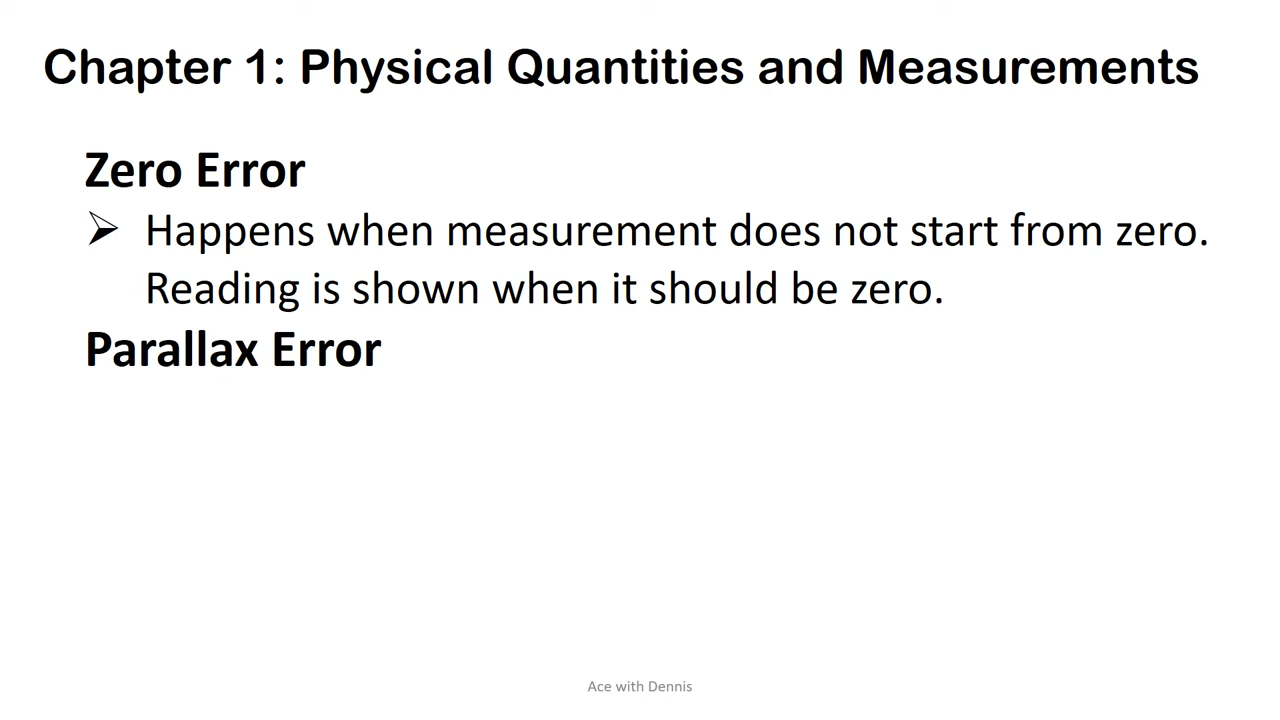 Chapter 1: Physical Quantities and Measurements
Zero Error
➢ Happens when measurement does not start from zero.
Reading is shown when it should be zero.
Parallax Error
Ace with Dennis